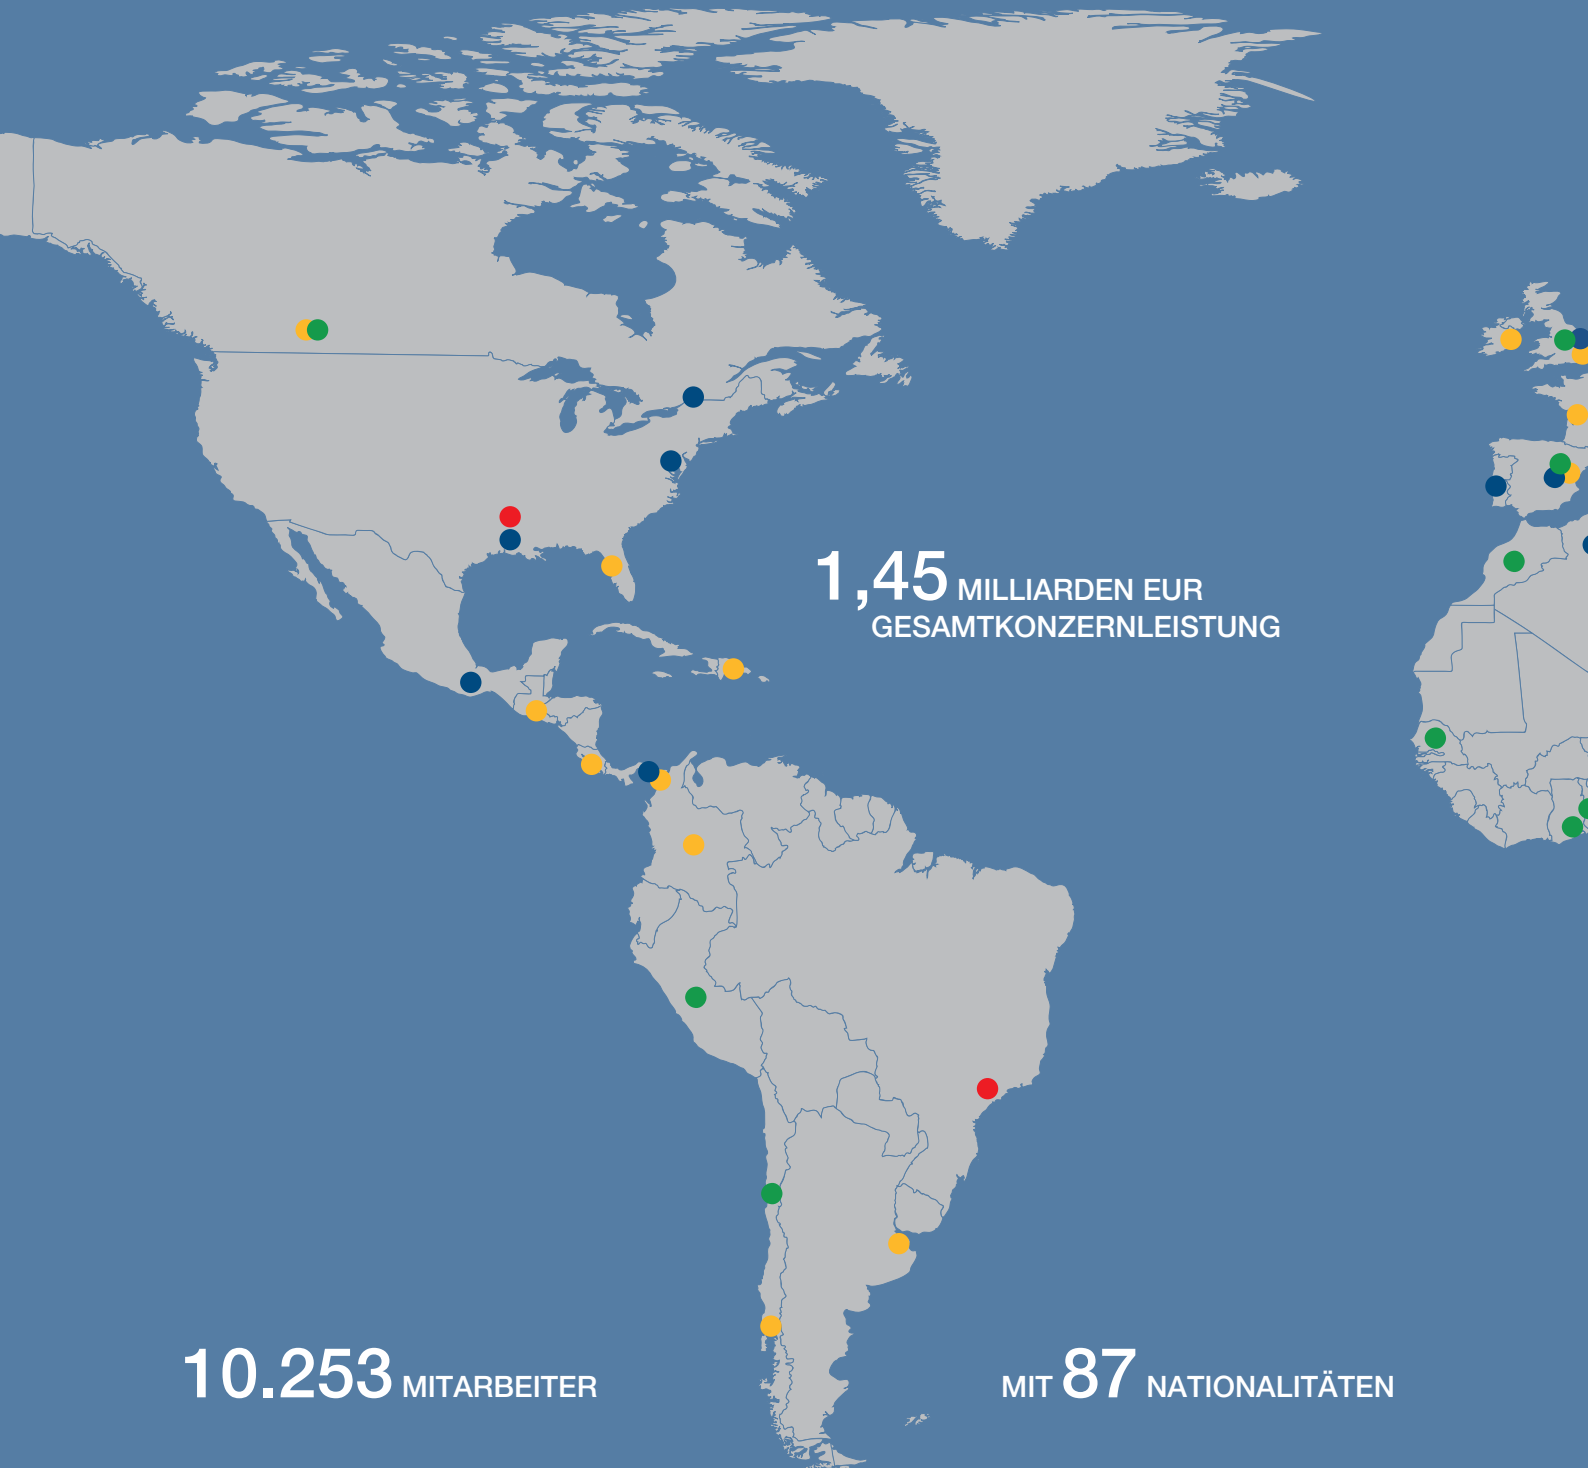 1,45 MILLIARDEN EUR
GESAMTKONZERNLEISTUNG
10.253 MITARBEITER
MIT 87 NATIONALITÄTEN